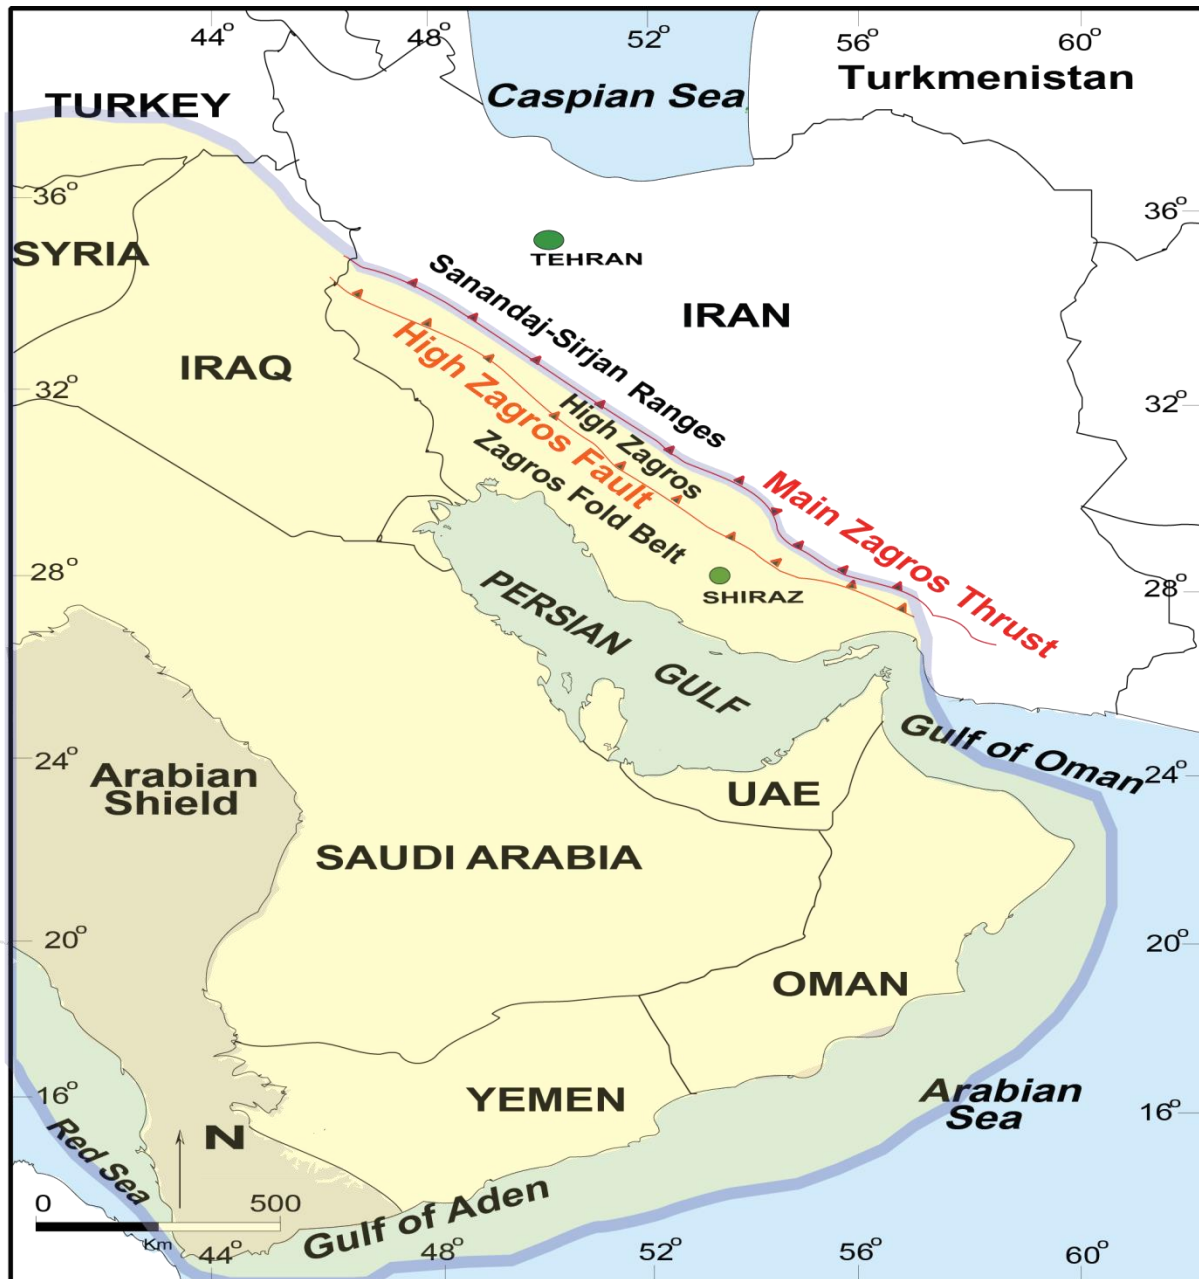 44° 48° 52° 56° 60°
TURKEY
Caspian Sea
Turkmenistan
36°
36°
SYRIA
TEHRAN
Sanandaj-Sirjan Ranges
IRAN
IRAQ
High Zagros Fault
High Zagros
Zagros Fold Belt
Main Zagros Thrust
32°
32°
28°
28°
SHIRAZ
PERSIAN GULF
Gulf of Oman
24°
24°
Arabian
Shield
UAE
SAUDI ARABIA
20°
20°
OMAN
YEMEN
Arabian
Sea
16°
16°
Red Sea
N
0 500
Km
Gulf of Aden
44° 48° 52° 56° 60°